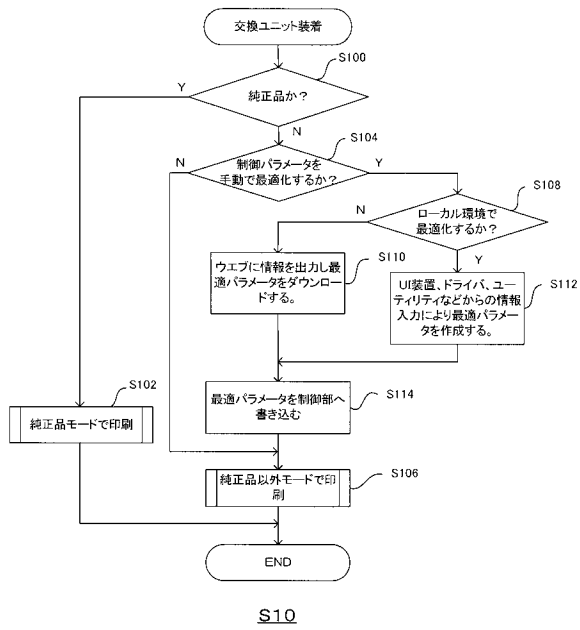 交換ユニット装着
S100
純正品か？
Y
N
S104
制御パラメータを
手動で最適化するか？
N
Y
S108
ローカル環境で
最適化するか？
N
Y
S110
ウエブに情報を出力し最
適パラメータをダウンロー
ドする。
S112
UI装置、ドライバ、ユー
ティリティなどからの情報
入力により最適パラメー
タを作成する。
S102
純正品モードで印刷
S114
最適パラメータを制御部へ
書き込む
S106
純正品以外モードで印
刷
END
S10